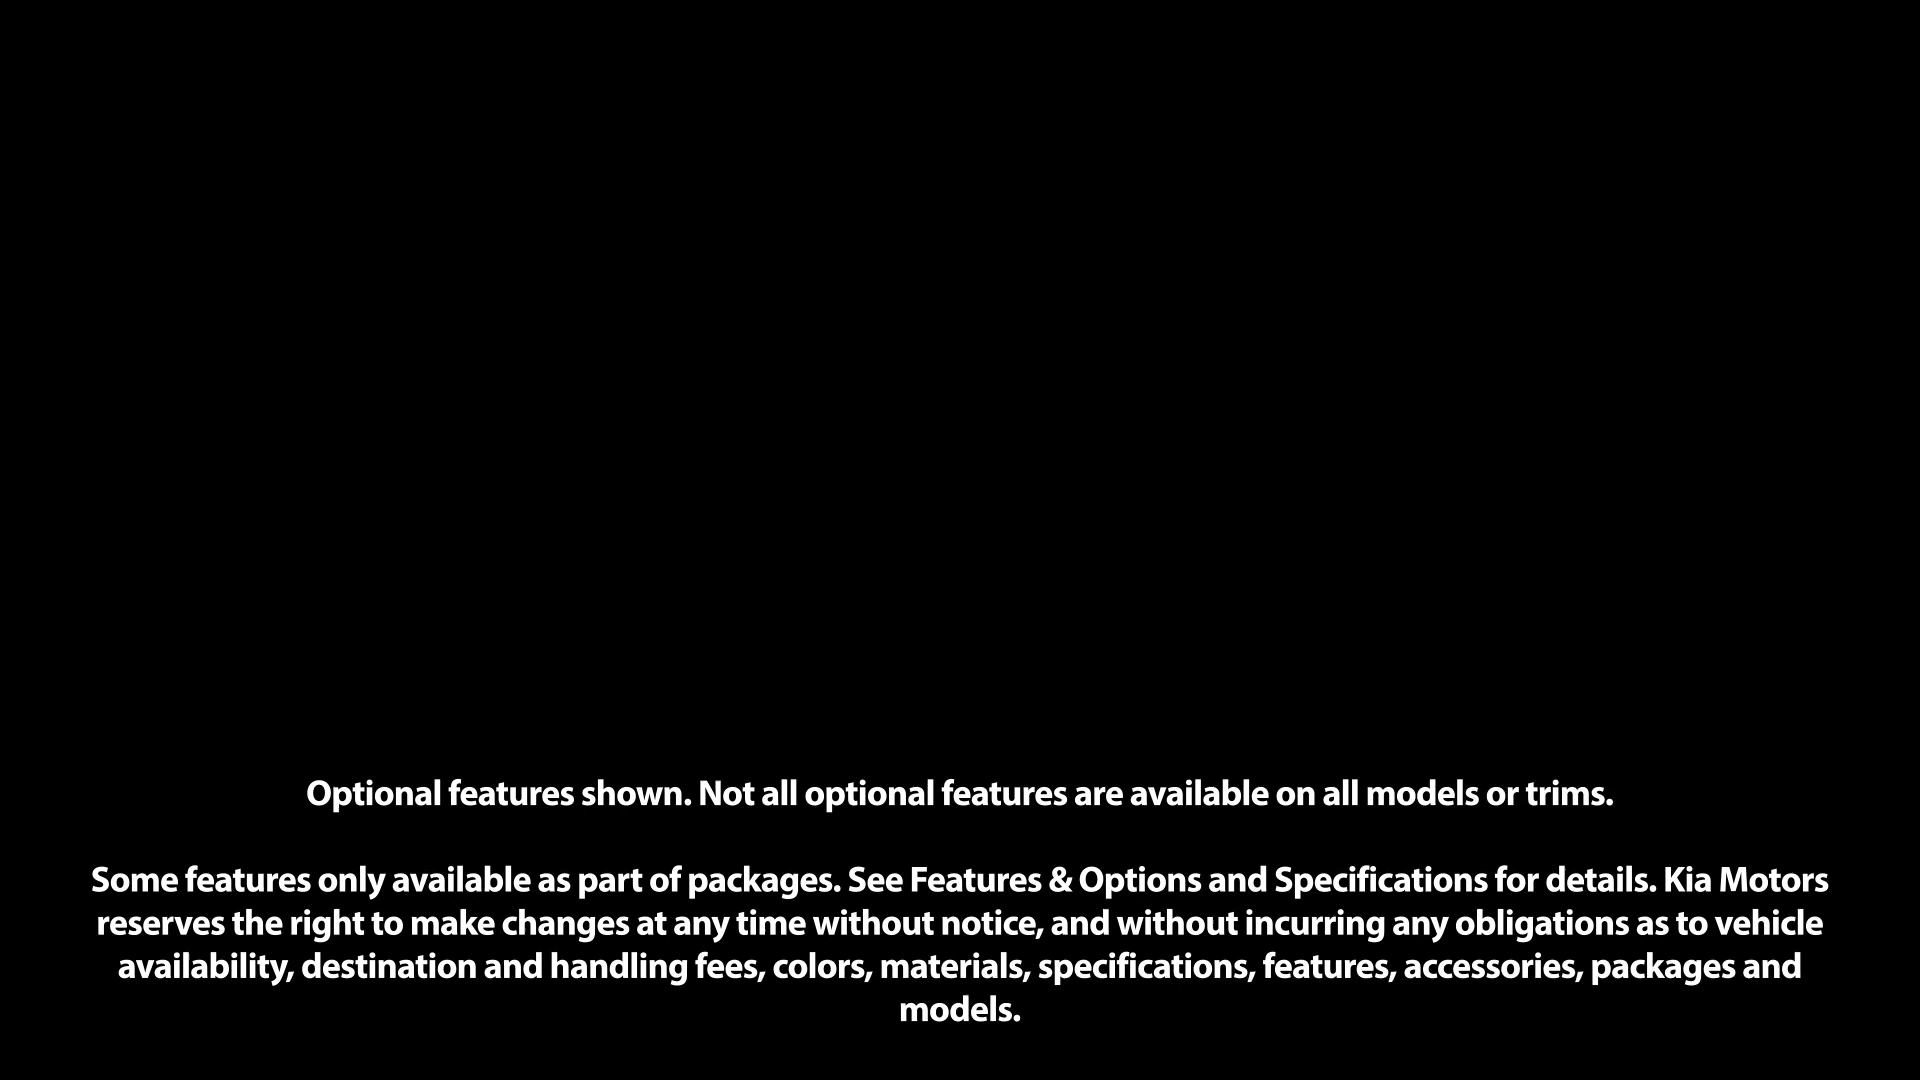 Optional features shown. Not all optional features are available on all models or trims.
Some features only available as part of packages. See Features & Options and Specifications for details. Kia Motors
reserves the right to make changes at any time without notice, and without incurring any obligations as to vehicle
availability, destination and handling fees, colors, materials, specifications, features, accessories, packages and
models.